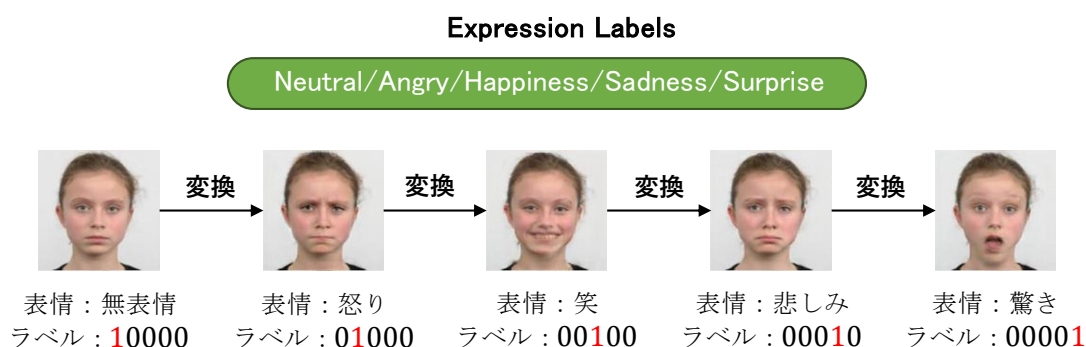 Expression Labels
Neutral/Angry/Happiness/Sadness/Surprise
変換 変換 変換 変換
表情：無表情 表情：怒り 表情：笑 表情：悲しみ 表情：驚き
ラベル：10000 ラベル：01000 ラベル：00100 ラベル：00010 ラベル：00001